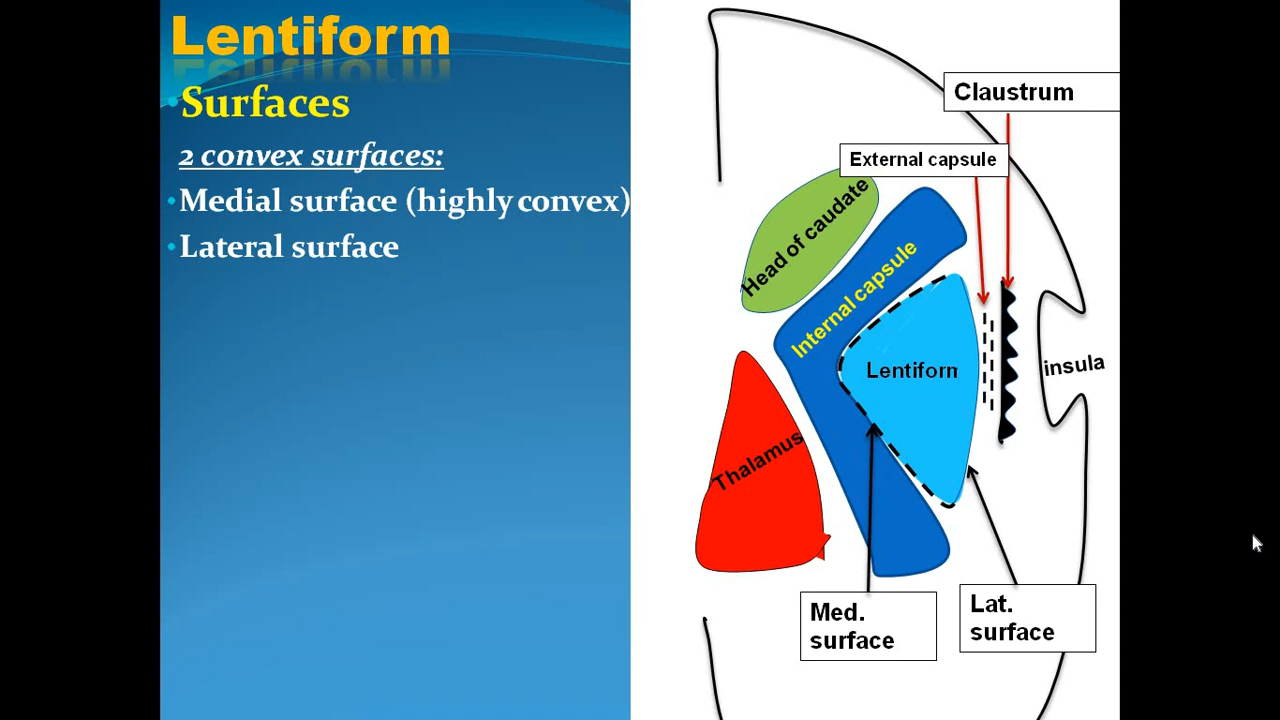 Lentiform
•Surfaces
2 convex surfaces:
•Medial surface (highly convex)
•Lateral surface
Claustrum
External capsule
Head of caudate
Internal capsule
Lentiform
insula
Thalamus
Med.
surface
Lat.
surface